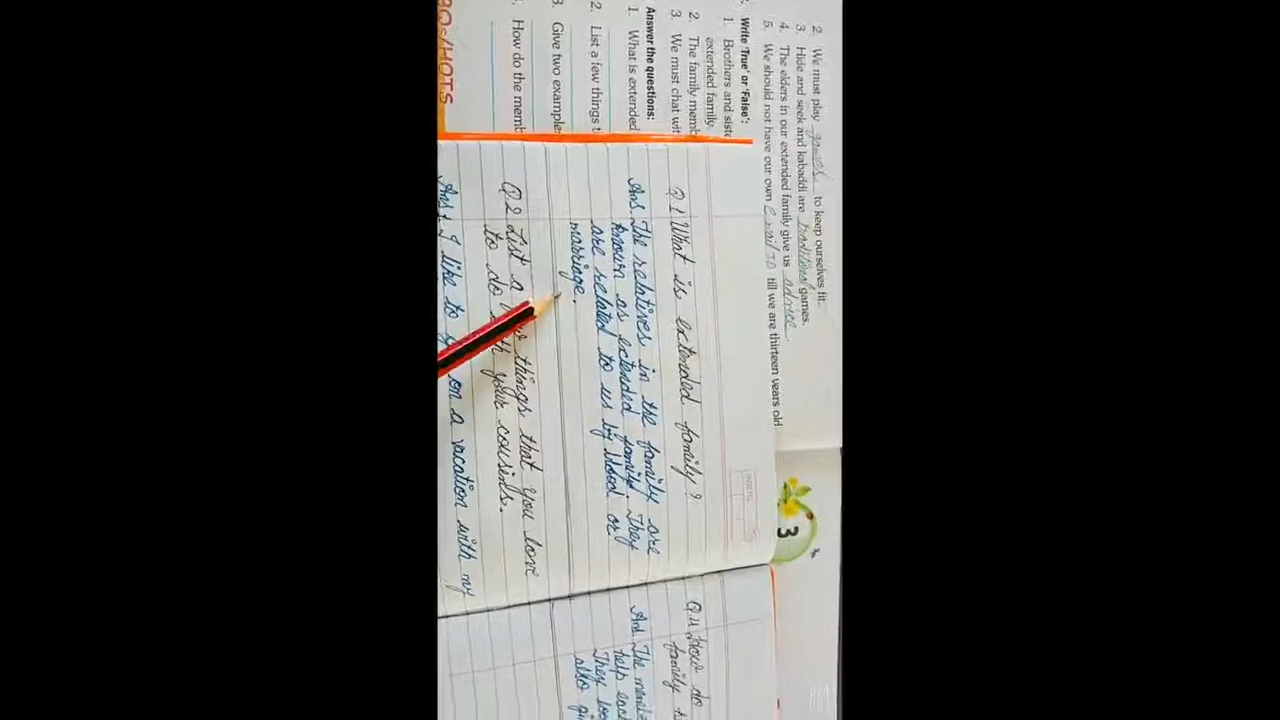 2. We must play games to keep ourselves fit.
3. Hide and seek and kabaddi are traditional games.
4. The elders in our extended family give us advice.
5. We should not have our own E mail ID till we are thirteen years old.
Write 'True' or 'False':
1. Brothers and siste
extended family.
2. The family memb
3. We must chat wit
Answer the questions:
1. What is extended
2. List a few things t
3. Give two example
How do the memb
/HOTS
Q.1 What is extended family?
Ans. The relatives in the family are
known as extended family. They
are related to us by blood or
marriage.
Q.2 List a things that you love
to do your cousins.
Ans. I like to on a vacation with my
3
Q.4 How do
family
Ans. The membe
help each
They
also gi